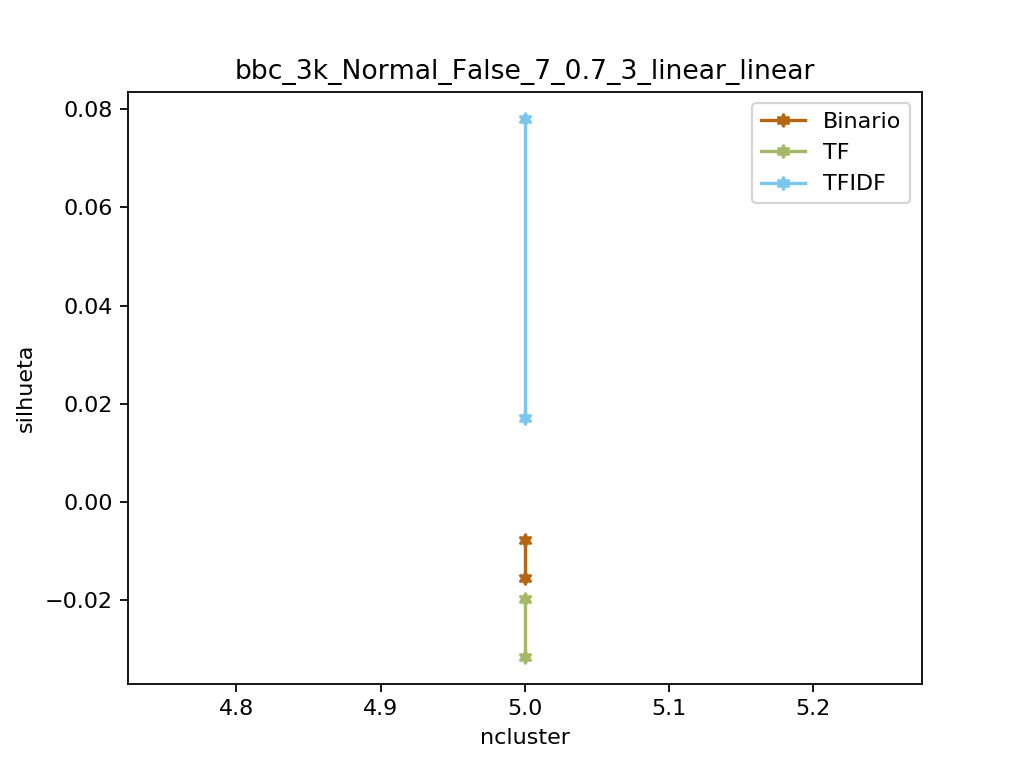 bbc_3k_Normal_False_7_0.7_3_linear_linear
Binario
TF
TFIDF
0.08
0.06
0.04
0.02
0.00
−0.02
silhueta
4.8 4.9 5.0 5.1 5.2
ncluster